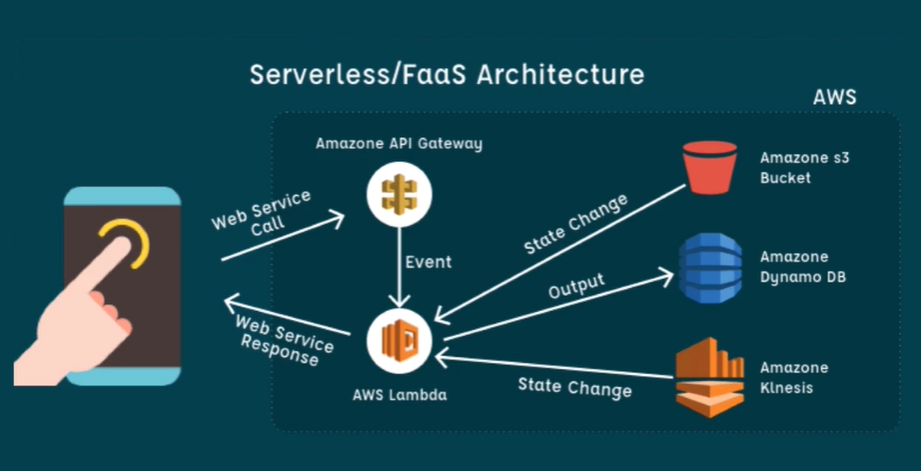 Serverless/FaaS Architecture
AWS
Amazone API Gateway
Amazone s3
Bucket
Web Service
Call
State Change
Event
Amazone
Dynamo DB
Output
Web Service
Response
AWS Lambda
State Change
Amazone
Klnesis